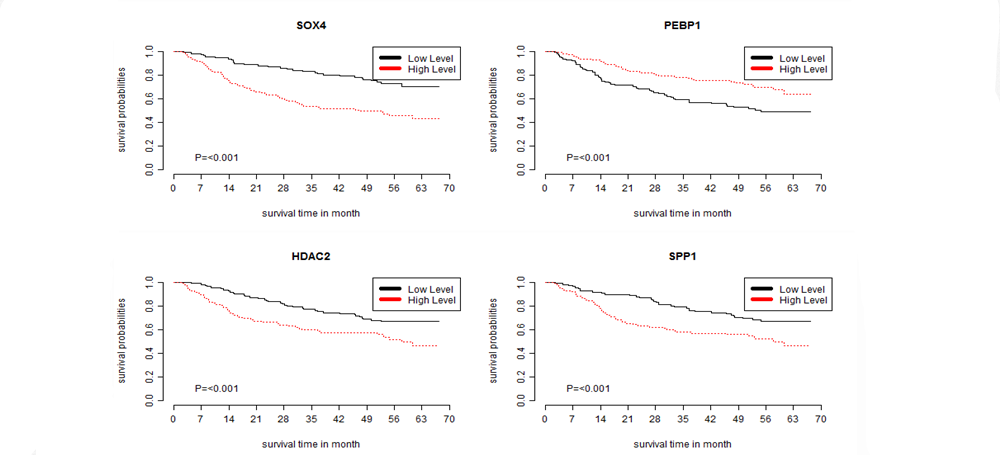 SOX4
survival probabilities
1.0
0.8
0.6
0.4
0.2
0.0
Low Level
High Level
P=<0.001
0 7 14 21 28 35 42 49 56 63 70
survival time in month
PEBP1
survival probabilities
1.0
0.8
0.6
0.4
0.2
0.0
Low Level
High Level
P=<0.001
0 7 14 21 28 35 42 49 56 63 70
survival time in month
HDAC2
survival probabilities
1.0
0.8
0.6
0.4
0.2
0.0
Low Level
High Level
P=<0.001
0 7 14 21 28 35 42 49 56 63 70
survival time in month
SPP1
survival probabilities
1.0
0.8
0.6
0.4
0.2
0.0
Low Level
High Level
P=<0.001
0 7 14 21 28 35 42 49 56 63 70
survival time in month